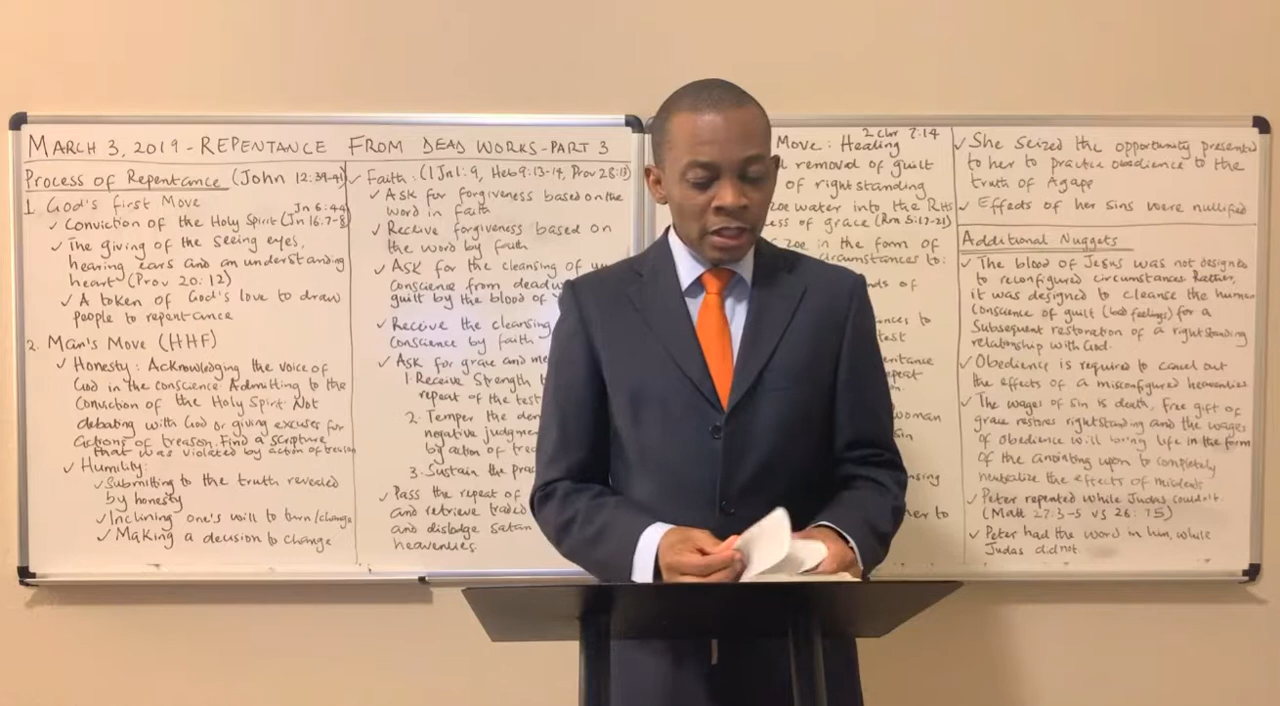 MARCH 3, 2019 - REPENTANCE FROM DEAD WORKS - PART 3
Process of Repentance (John 12:39-41)
1. God's first Move Jn 6:44
✓ Conviction of the Holy Spirit (Jn 16:7-8)
✓ The giving of the seeing eyes,
hearing ears and an understanding
heart (Prov 20:12)
✓ A token of God's love to draw
people to repentance
2. Man's Move (HHF)
✓ Honesty: Acknowledging the voice of
God in the conscience Admitting to the
Conviction of the Holy Spirit Not
debating with God or giving excuses for
actions of treason. Find a scripture
that was violated by action of treason
✓ Humility:
✓ Submitting to the truth revealed
by honesty
✓ Inclining one's will to turn/change
✓ Making a decision to change
✓ Faith: (1 Jn 1:9, Heb 9:13-14, Prov 28:13)
✓ Ask for forgiveness based on the
word in faith
✓ Receive forgiveness based on
the word by faith
✓ Ask for the cleansing of
Conscience from dead
guilt by the blood of
✓ Receive the cleansing
Conscience by faith
✓ Ask for grace and
1. Receive Strength
repeat of the test
2. Temper the
negative
by action of
3. Sustain the
✓ Pass the repeat of
and retrieve traded
and dislodge Satan
heavenlies
2 chr 7:14
Move: Healing
removal of guilt
of rightstanding
zoe water into the RHS
of grace (Rm 5:17-21)
zoe in the form of
circumstances to:
of
to
test
repeat
woman
sin
her to
✓ She seized the opportunity presented
to her to practice obedience to the
truth of Agape
✓ Effects of her sins were nullified
Additional Nuggets
✓ The blood of Jesus was not designed
to reconfigured circumstances Rather,
it was designed to cleanse the human
Conscience of guilt (bad feelings) for a
Subsequent restoration of a rightstanding
relationship with God.
✓ Obedience is required to cancel out
the effects of a misconfigured heavenlies
✓ The wages of sin is death, free gift of
grace restores rightstanding and the wages
of obedience will bring life in the form
of the anointing upon to completely
neutralize the effects of misdeeds
✓ Peter repented while Judas couldn't
(Matt 27:3-5 vs 26:75)
✓ Peter had the word in him, while
Judas did not